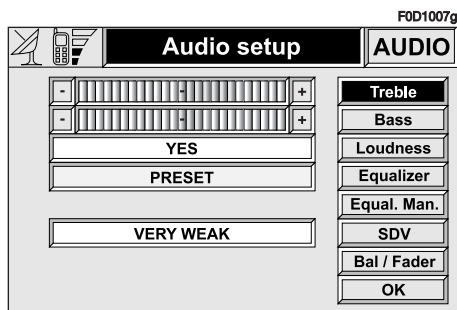 F0D1007g
Audio setup AUDIO
- - + Treble
- - + Bass
YES Loudness
PRESET Equalizer
Equal. Man.
VERY WEAK SDV
Bal / Fader
OK